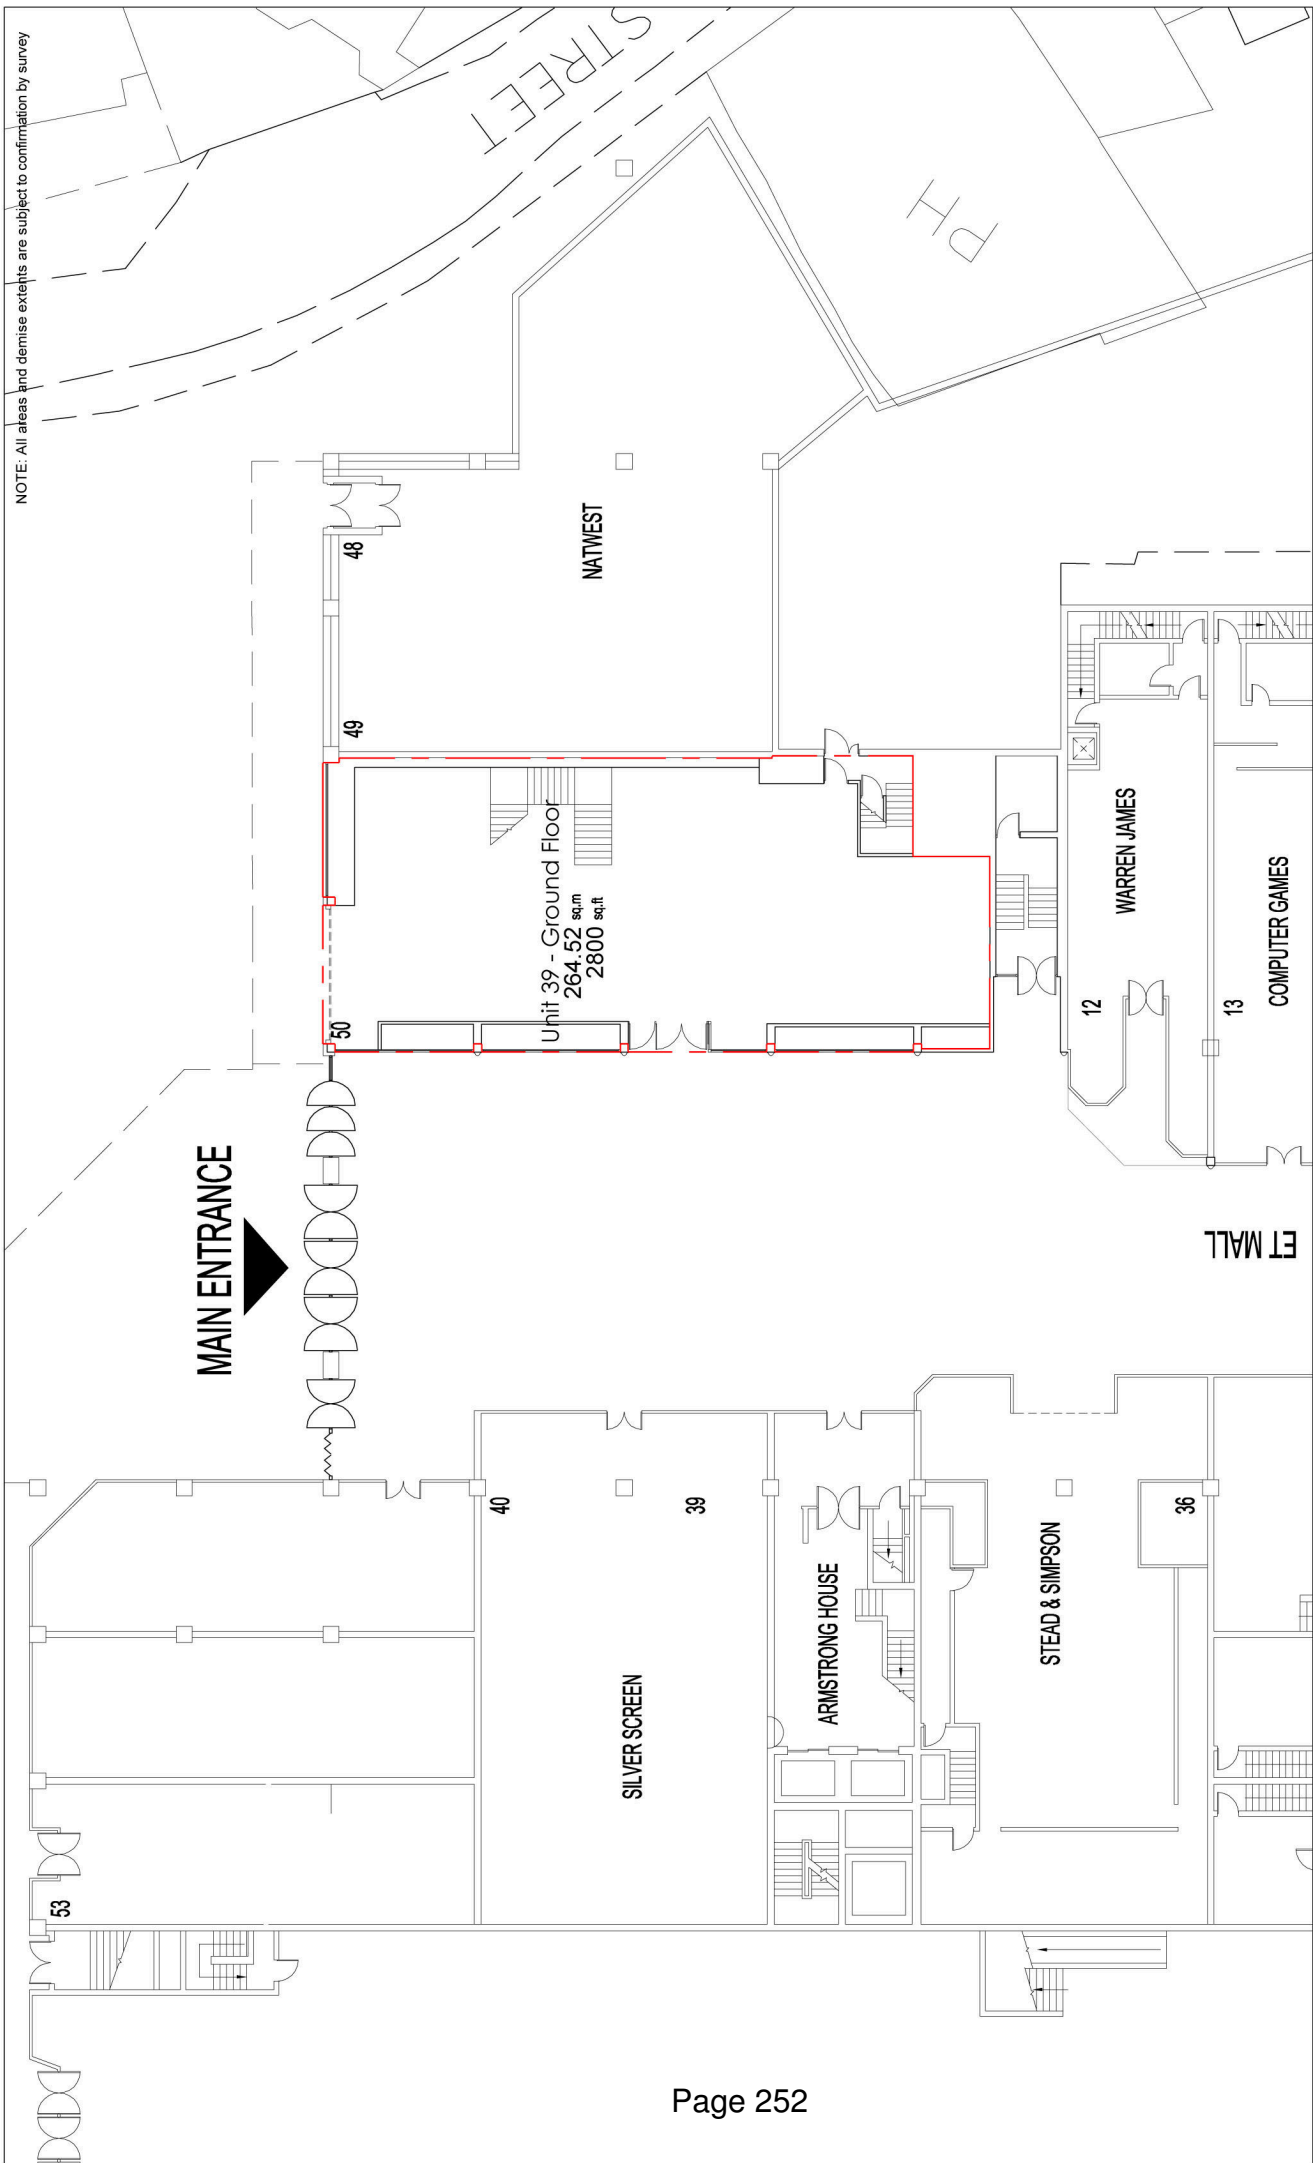 NOTE: All areas and demise extents are subject to confirmation by survey
STREET
PH
48
NATWEST
49
Unit 39 - Ground Floor
264.52 sq.m
2800 sq.ft
50
WARREN JAMES
12
COMPUTER GAMES
13
MAIN ENTRANCE
ET MALL
40
39
SILVER SCREEN
ARMSTRONG HOUSE
STEAD & SIMPSON
36
53
Page 252